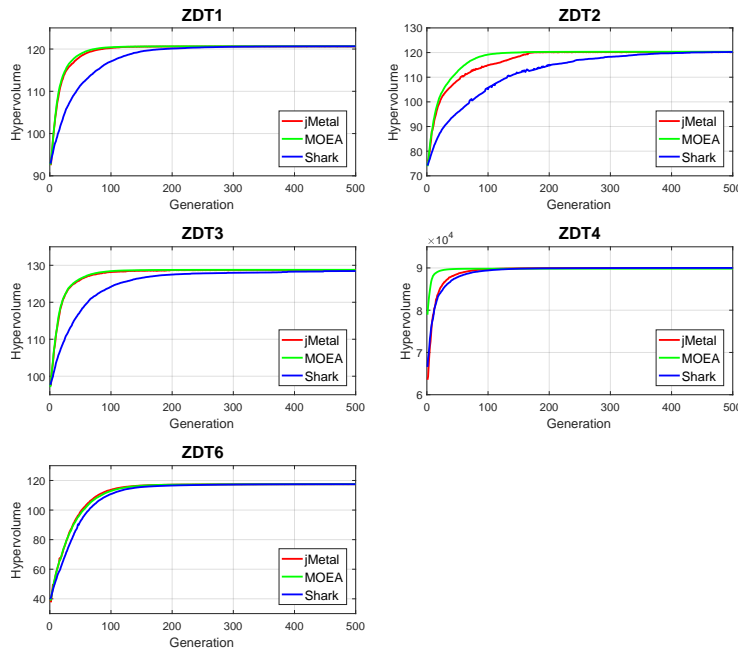 ZDT1
Hypervolume
120
110
100
90
jMetal
MOEA
Shark
0 100 200 300 400 500
Generation
ZDT2
Hypervolume
130
120
110
100
90
80
70
jMetal
MOEA
Shark
0 100 200 300 400 500
Generation
ZDT3
Hypervolume
130
120
110
100
jMetal
MOEA
Shark
0 100 200 300 400 500
Generation
ZDT4
×10⁴
Hypervolume
10
9
8
7
6
jMetal
MOEA
Shark
0 100 200 300 400 500
Generation
ZDT6
Hypervolume
120
100
80
60
40
jMetal
MOEA
Shark
0 100 200 300 400 500
Generation